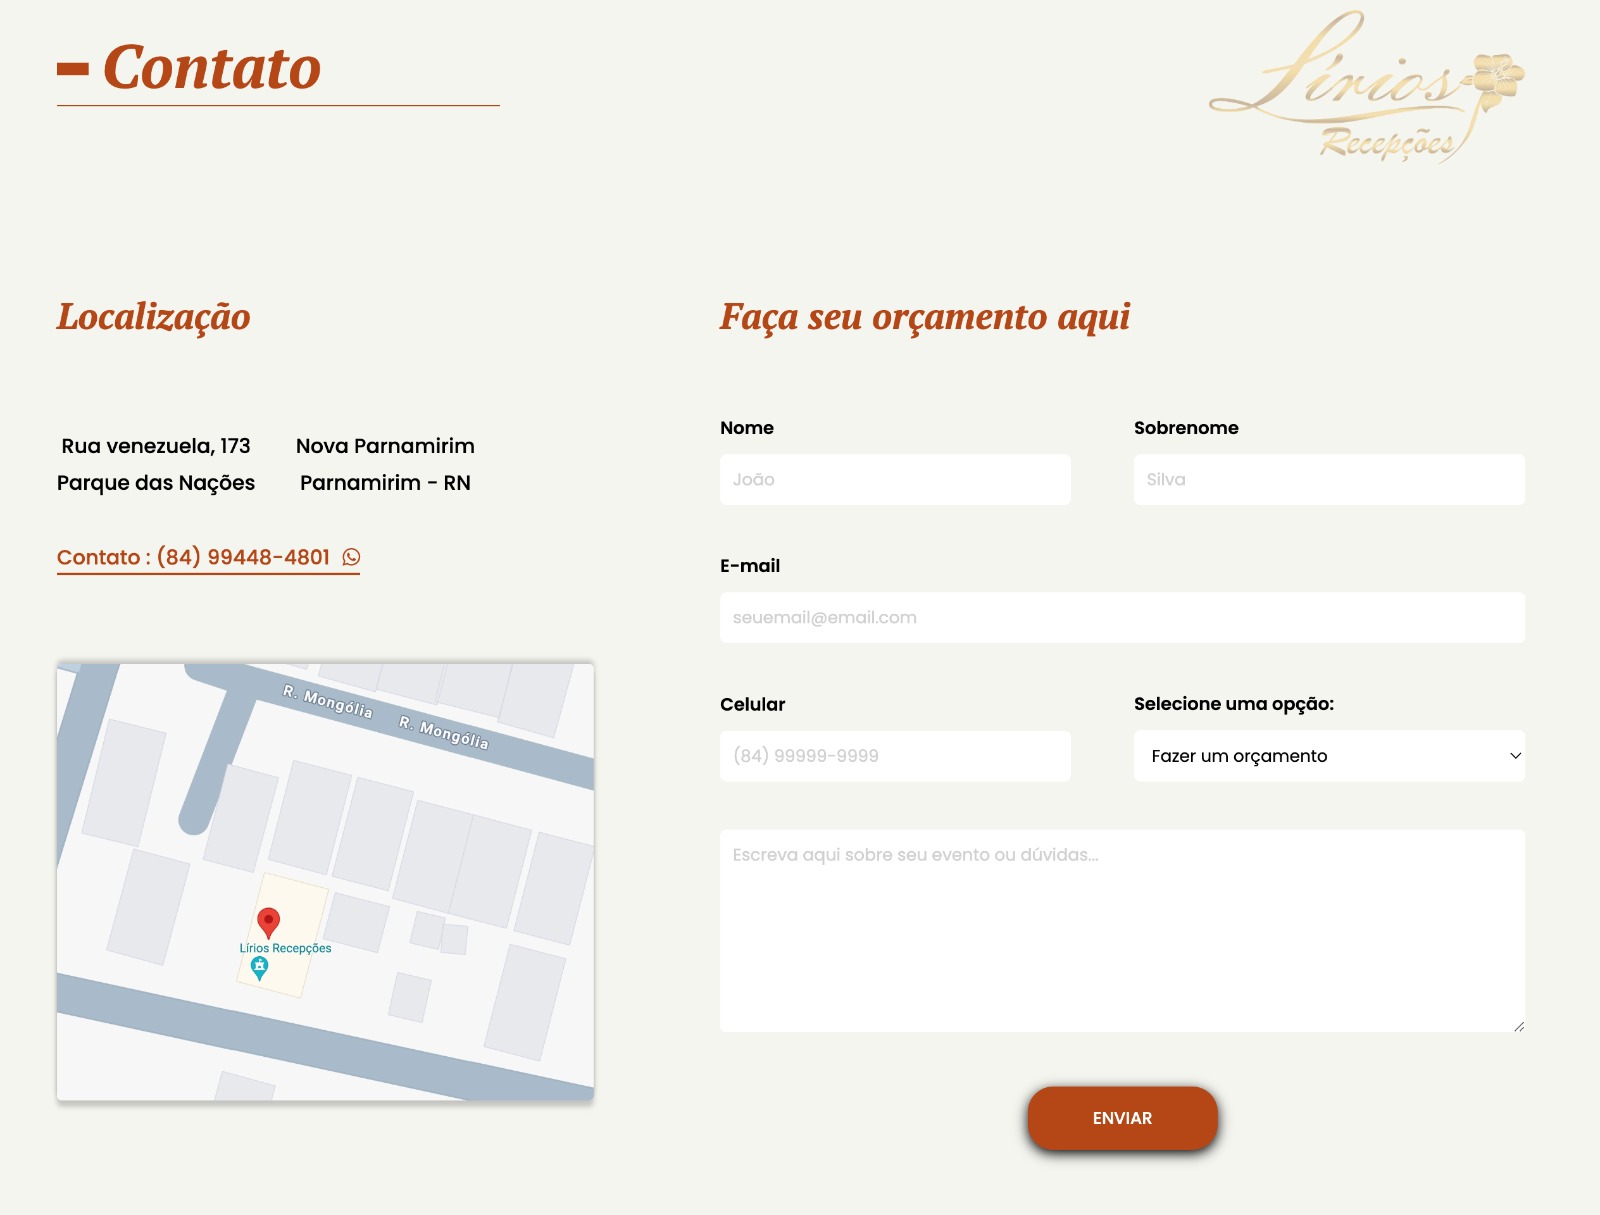 Contato
Lírios
Recepções
Localização
Rua venezuela, 173
Parque das Nações
Nova Parnamirim
Parnamirim - RN
Contato : (84) 99448-4801
R. Mongólia
R. Mongólia
Lírios Recepções
Faça seu orçamento aqui
Nome
João
Sobrenome
Silva
E-mail
seuemail@email.com
Celular
(84) 99999-9999
Selecione uma opção:
Fazer um orçamento
Escreva aqui sobre seu evento ou dúvidas...
ENVIAR